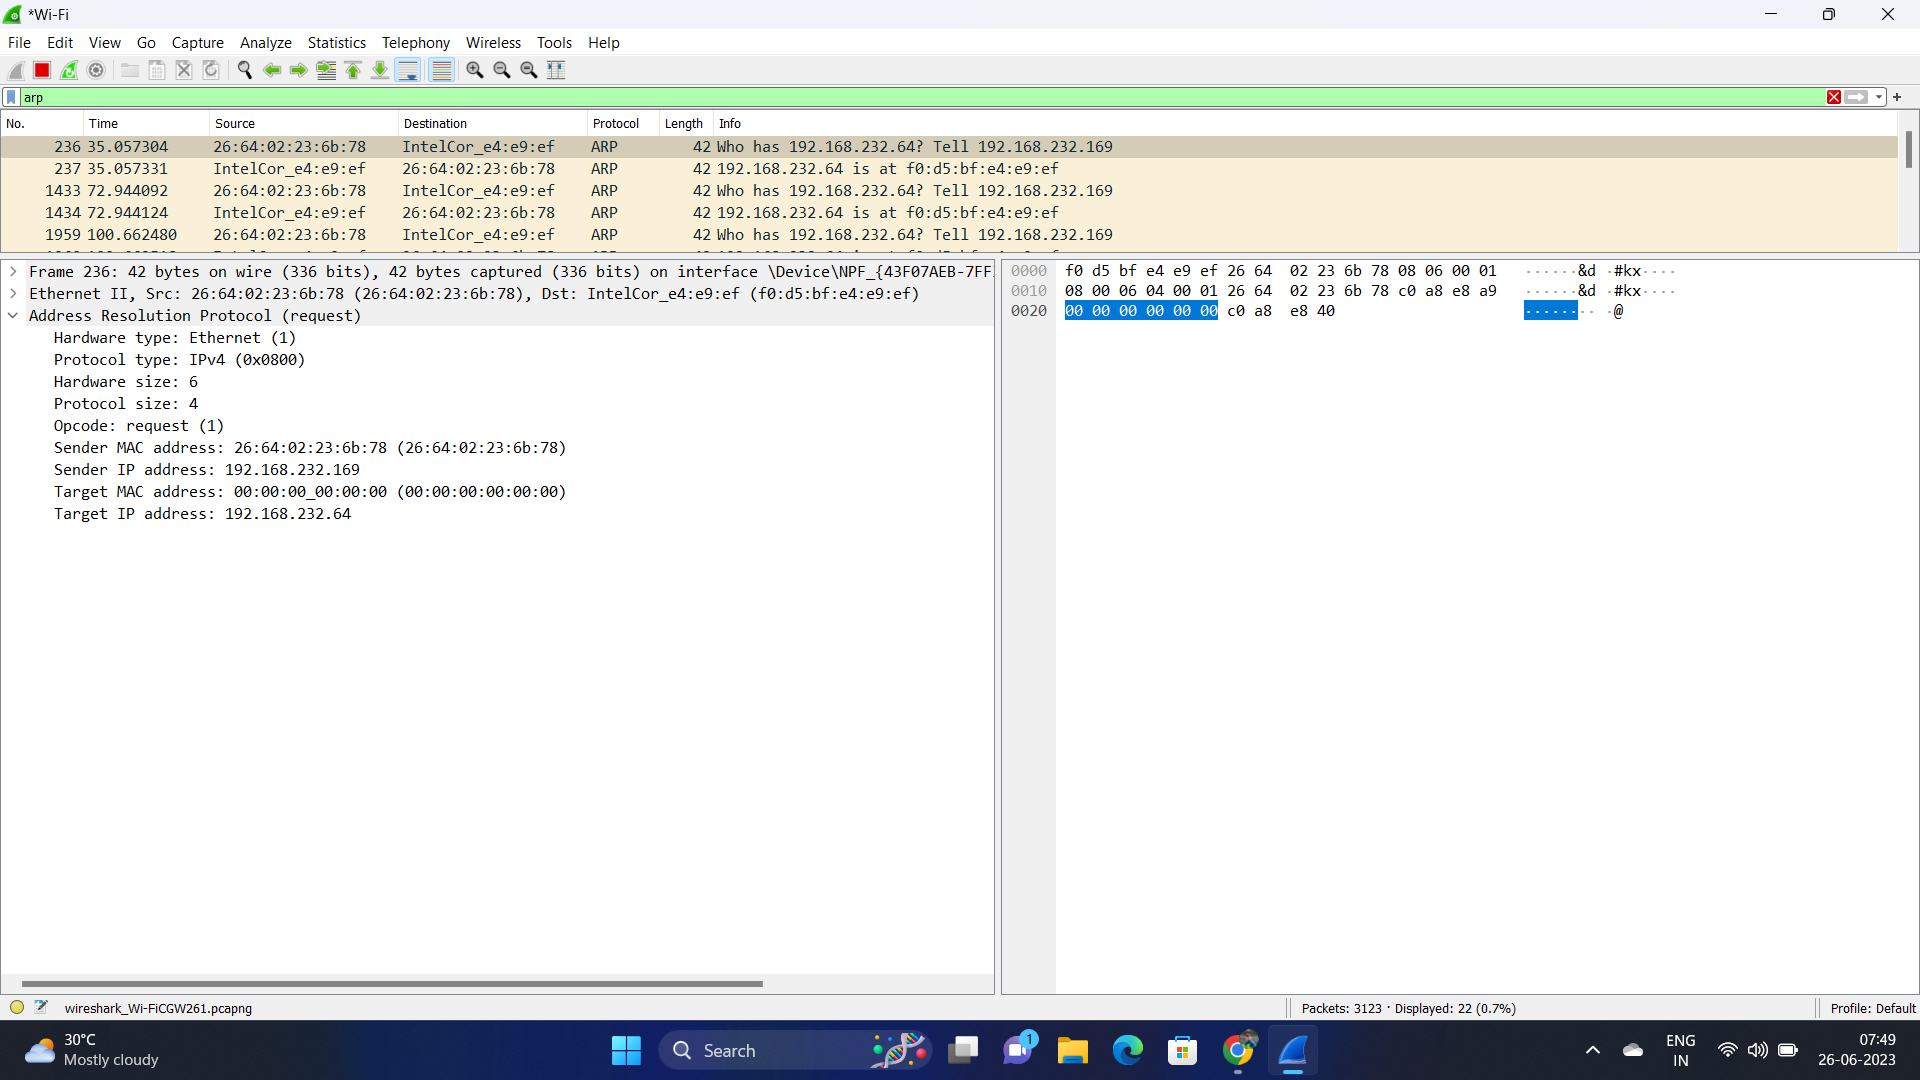 *Wi-Fi
File Edit View Go Capture Analyze Statistics Telephony Wireless Tools Help
arp
No. Time Source Destination Protocol Length Info
236 35.057304 26:64:02:23:6b:78 IntelCor_e4:e9:ef ARP 42 Who has 192.168.232.64? Tell 192.168.232.169
237 35.057331 IntelCor_e4:e9:ef 26:64:02:23:6b:78 ARP 42 192.168.232.64 is at f0:d5:bf:e4:e9:ef
1433 72.944092 26:64:02:23:6b:78 IntelCor_e4:e9:ef ARP 42 Who has 192.168.232.64? Tell 192.168.232.169
1434 72.944124 IntelCor_e4:e9:ef 26:64:02:23:6b:78 ARP 42 192.168.232.64 is at f0:d5:bf:e4:e9:ef
1959 100.662480 26:64:02:23:6b:78 IntelCor_e4:e9:ef ARP 42 Who has 192.168.232.64? Tell 192.168.232.169
Frame 236: 42 bytes on wire (336 bits), 42 bytes captured (336 bits) on interface \Device\NPF_{43F07AEB-7FF
Ethernet II, Src: 26:64:02:23:6b:78 (26:64:02:23:6b:78), Dst: IntelCor_e4:e9:ef (f0:d5:bf:e4:e9:ef)
Address Resolution Protocol (request)
Hardware type: Ethernet (1)
Protocol type: IPv4 (0x0800)
Hardware size: 6
Protocol size: 4
Opcode: request (1)
Sender MAC address: 26:64:02:23:6b:78 (26:64:02:23:6b:78)
Sender IP address: 192.168.232.169
Target MAC address: 00:00:00_00:00:00 (00:00:00:00:00:00)
Target IP address: 192.168.232.64
0000 f0 d5 bf e4 e9 ef 26 64 02 23 6b 78 08 06 00 01 ······&d ·#kx····
0010 08 00 06 04 00 01 26 64 02 23 6b 78 c0 a8 e8 a9 ······&d ·#kx····
0020 00 00 00 00 00 00 c0 a8 e8 40 ········ ·@
wireshark_Wi-FiCGW261.pcapng
Packets: 3123 · Displayed: 22 (0.7%)
Profile: Default
30°C
Mostly cloudy
Search
1
ENG
IN
07:49
26-06-2023